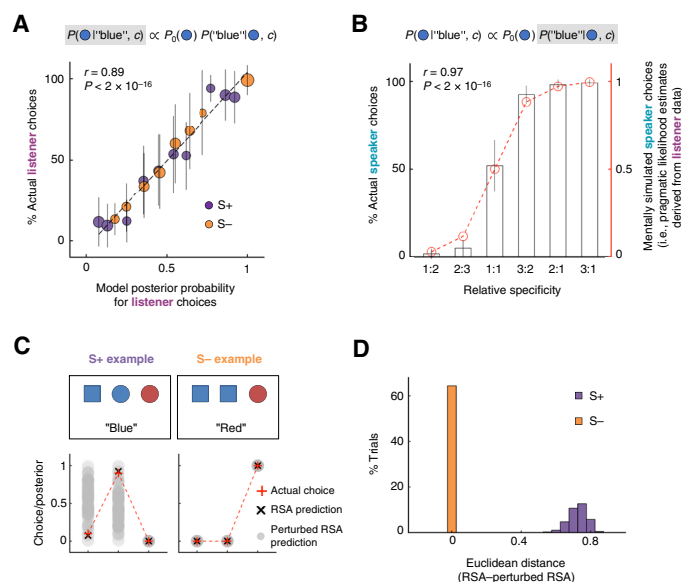 A
P(●|"blue", c) ∝ P₀(●) P("blue"|●, c)
r = 0.89
P < 2 × 10⁻¹⁶
% Actual listener choices
100
50
0
S+
S−
0
0.5
1
Model posterior probability
for listener choices
B
P(●|"blue", c) ∝ P₀(●) P("blue"|●, c)
r = 0.97
P < 2 × 10⁻¹⁶
% Actual speaker choices
100
50
0
1
0.5
0
Mentally simulated speaker choices
(i.e., pragmatic likelihood estimates
derived from listener data)
1:2
2:3
1:1
3:2
2:1
3:1
Relative specificity
C
S+ example
S− example
"Blue"
"Red"
Choice/posterior
1
0.5
0
Actual choice
RSA prediction
Perturbed RSA
prediction
D
% Trials
60
40
20
0
S+
S−
0
0.4
0.8
Euclidean distance
(RSA–perturbed RSA)